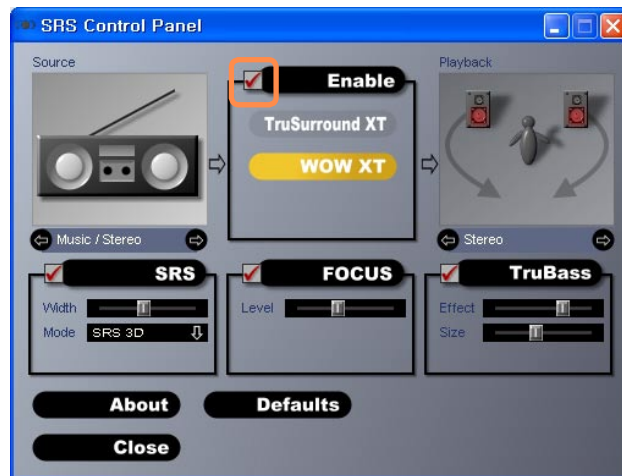 SRS Control Panel
Source
Enable
Playback
TruSurround XT
WOW XT
Music / Stereo
Stereo
SRS
FOCUS
TruBass
Width
Level
Effect
Mode
SRS 3D
Size
About
Defaults
Close